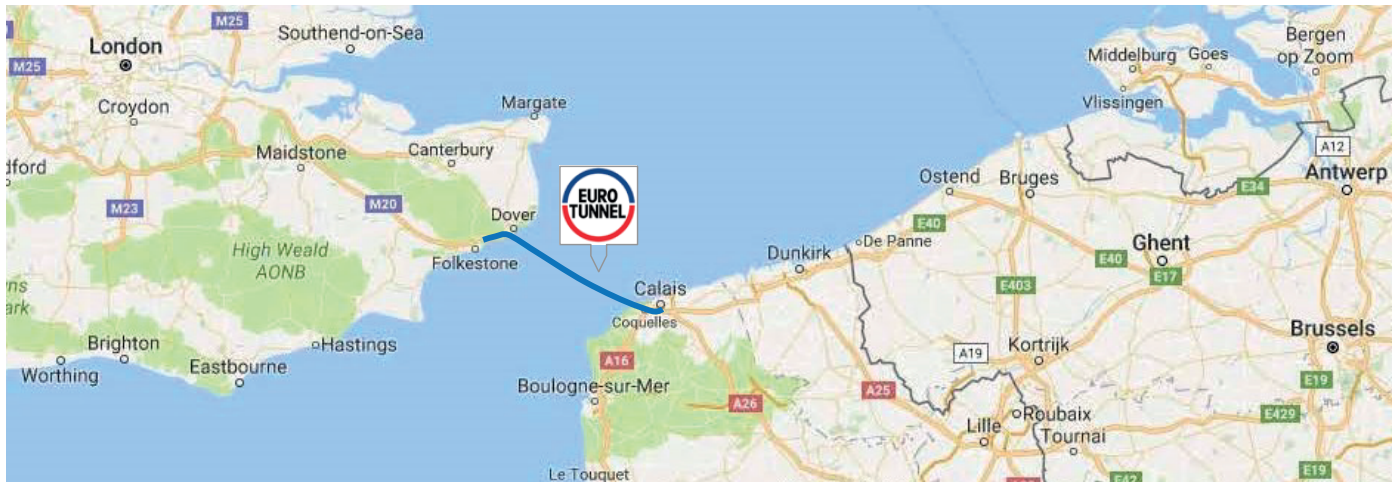 M25
Southend-on-Sea
London
M25
Croydon
Margate
Maidstone
Canterbury
M23
M20
Dover
High Weald
AONB
Folkestone
EURO
TUNNEL
Brighton
Worthing
Eastbourne
Hastings
Calais
Coquelles
Dunkirk
De Panne
A16
Boulogne-sur-Mer
A26
A25
Le Touquet
Middelburg
Goes
Bergen
op Zoom
Vlissingen
A12
Antwerp
Ostend
Bruges
E34
E40
Ghent
E40
E17
E403
Brussels
A19
Kortrijk
E19
Roubaix
Lille
Tournai
E429
E19
E42